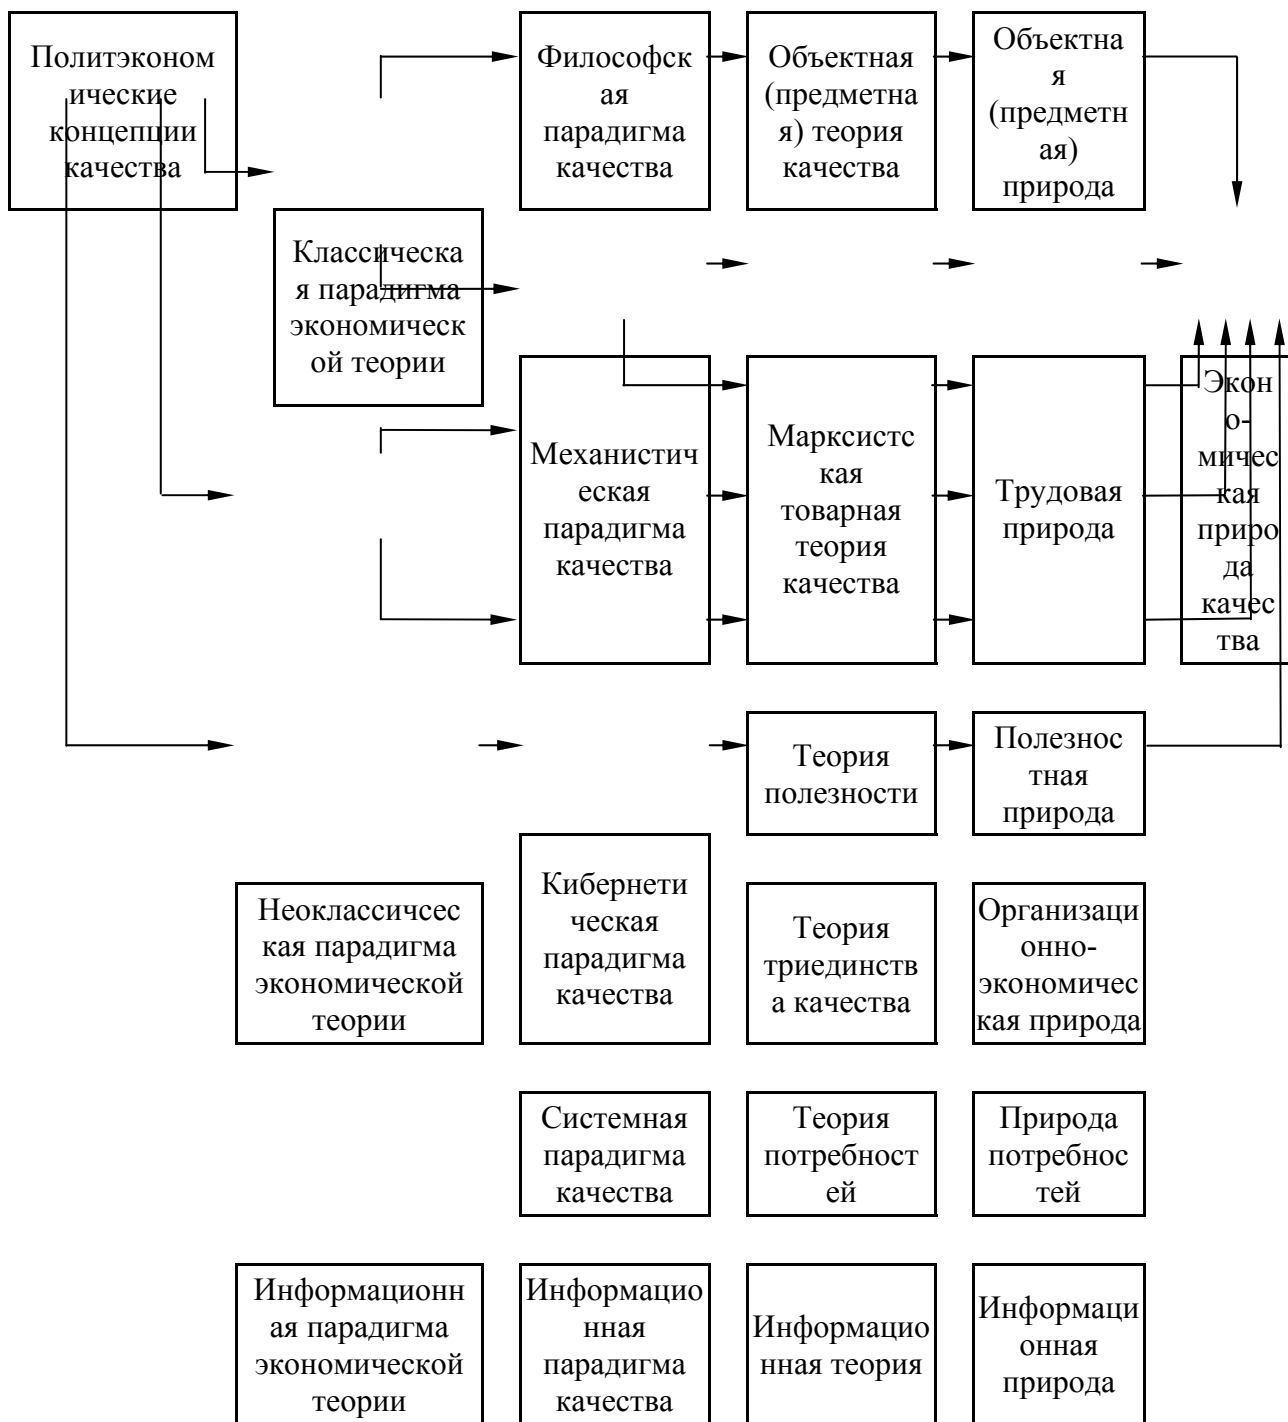 Политэконом
ические
концепции
качества
Философск
ая
парадигма
качества
Объектная
(предметна
я) теория
качества
Объектна
я
(предметн
ая)
природа
Классическа
я парадигма
экономическ
ой теории
Механистич
еская
парадигма
качества
Марксистс
кая
товарная
теория
качества
Трудовая
природа
Экон
о-
мичес
кая
приро
да
качес
тва
Теория
полезности
Полезнос
тная
природа
Неоклассичсес
кая парадигма
экономической
теории
Кибернети
ческая
парадигма
качества
Теория
триединств
а качества
Организаци
онно-
экономичес
кая природа
Системная
парадигма
качества
Теория
потребност
ей
Природа
потребнос
тей
Информационн
ая парадигма
экономической
теории
Информацио
нная
парадигма
качества
Информацио
нная теория
Информаци
онная
природа